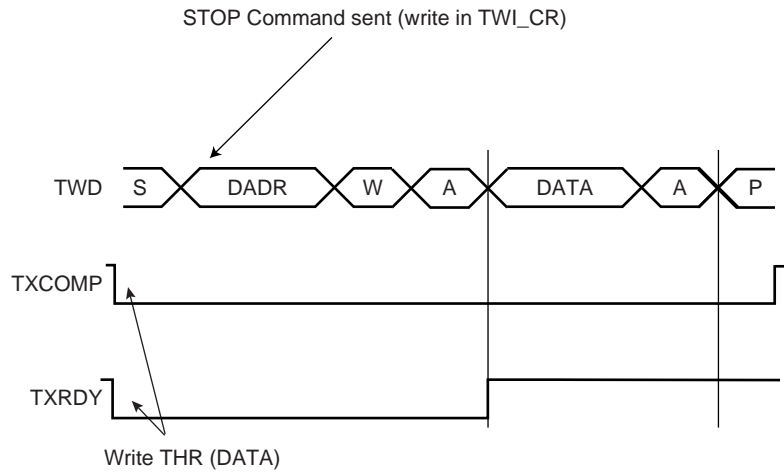 STOP Command sent (write in TWI_CR)
TWD S DADR W A DATA A P
TXCOMP
TXRDY
Write THR (DATA)